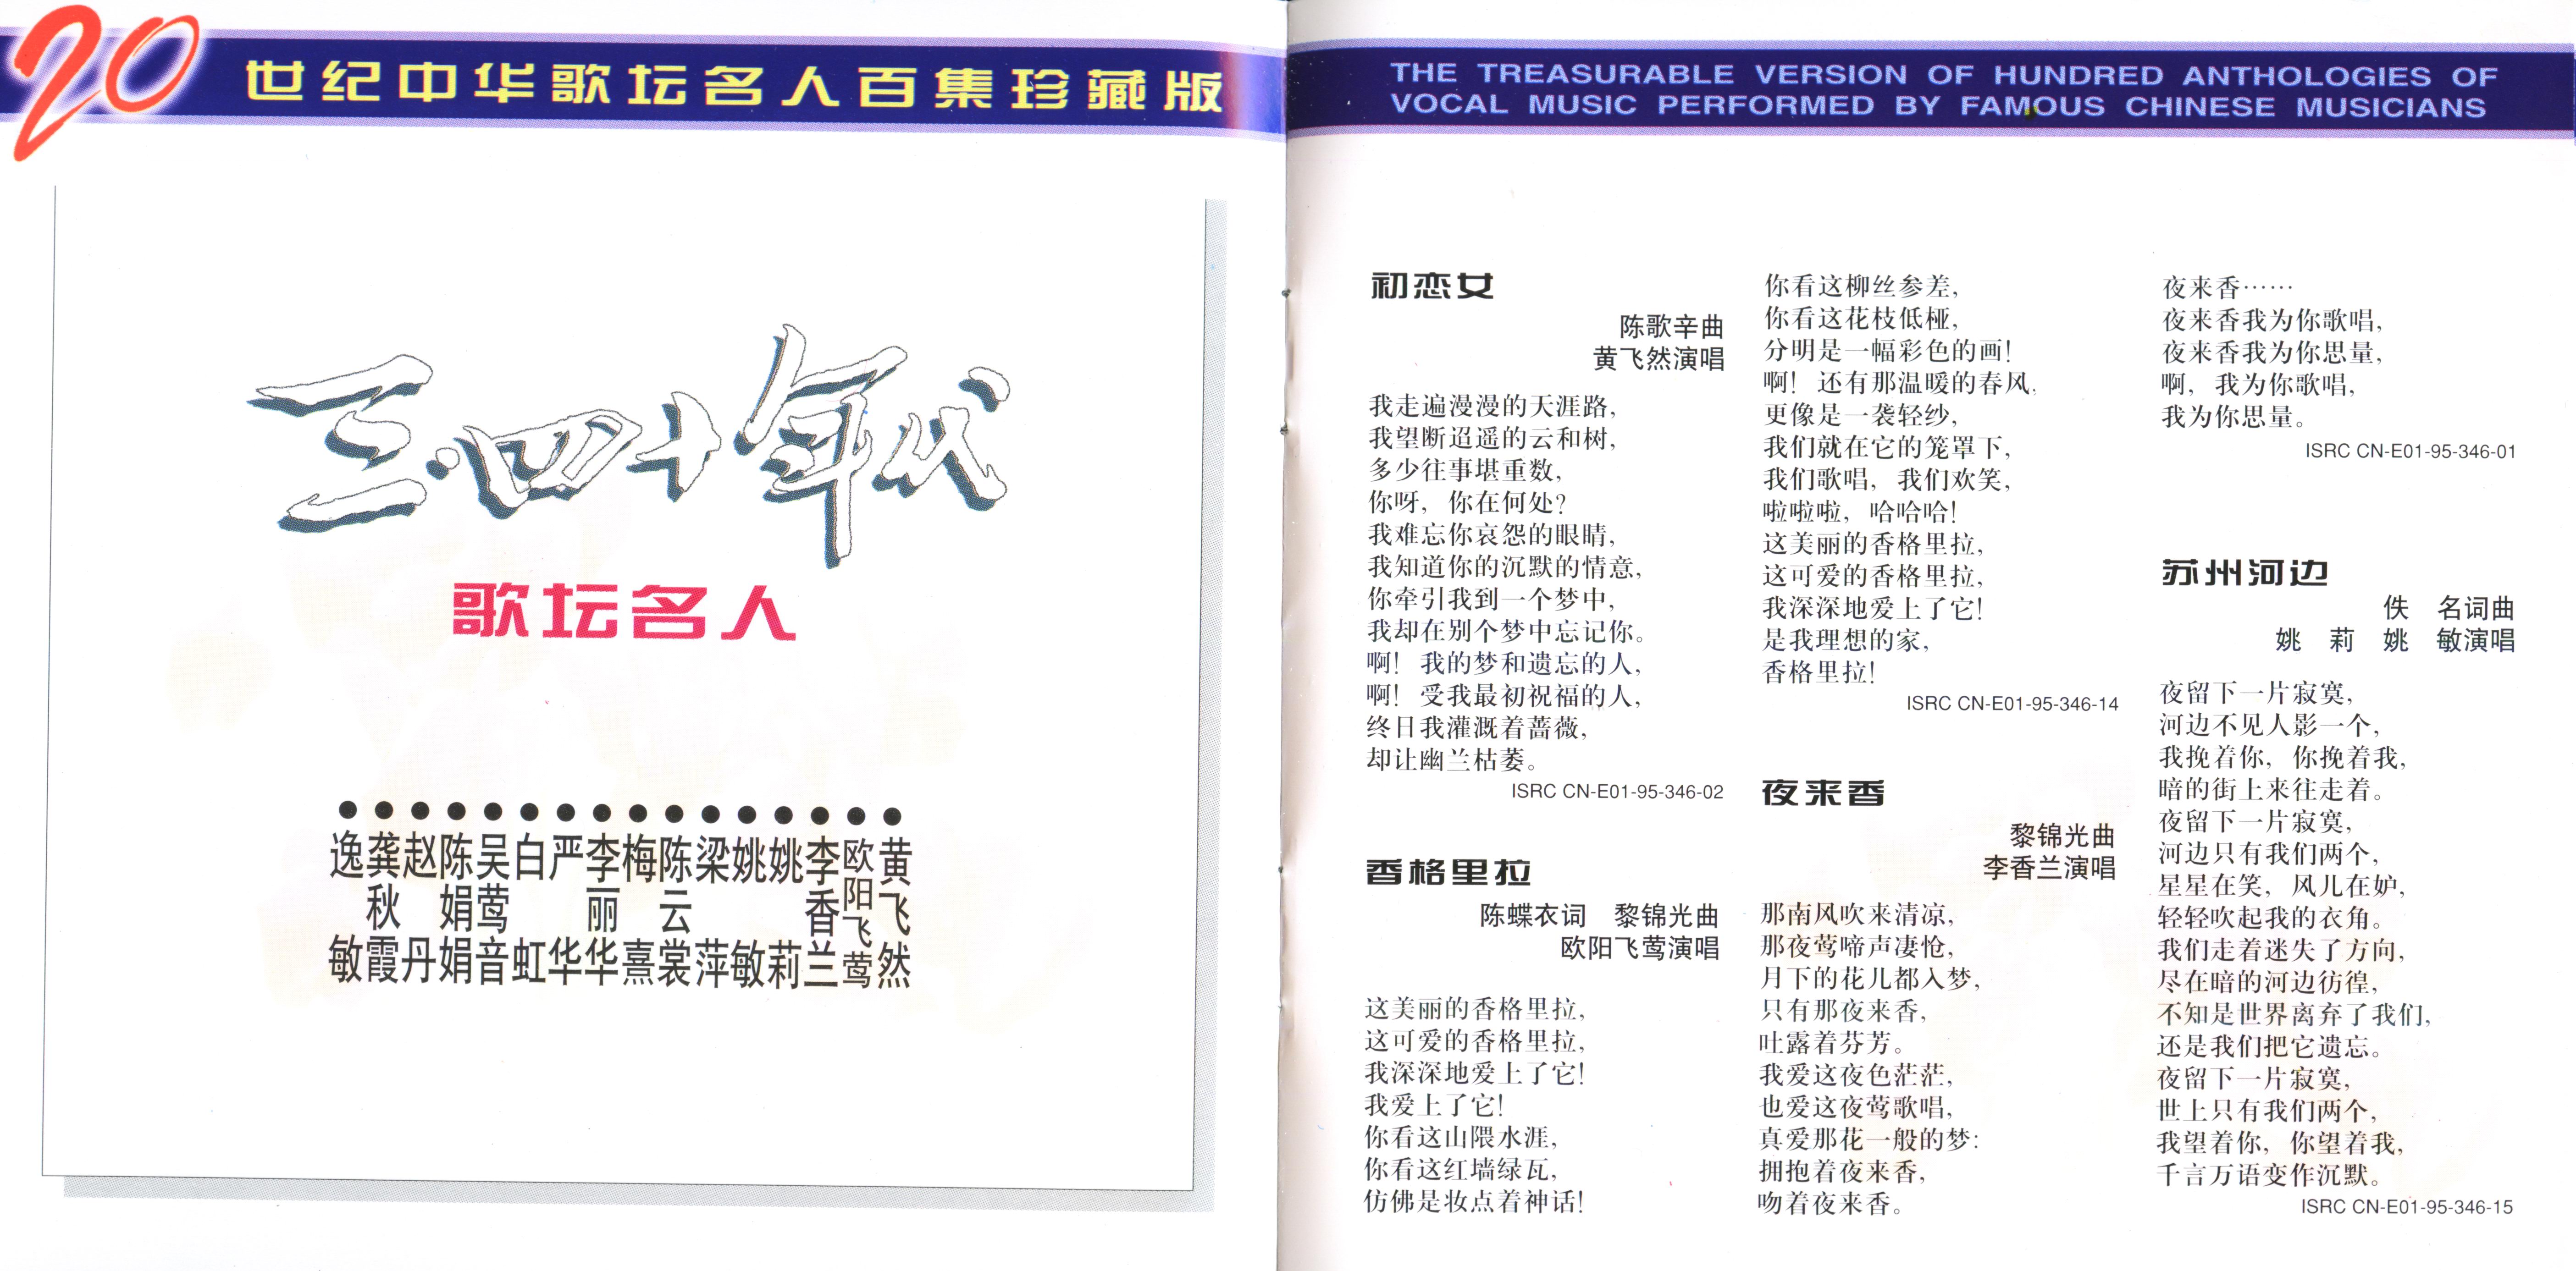 20世纪中华歌坛名人百集珍藏版
三·四十年代
歌坛名人
黄飞然
欧阳飞莺
李香兰
姚莉
姚敏
梁萍
陈云裳
梅熹
李丽华
严华
白虹
吴莺音
陈娟娟
赵丹
龚秋霞
逸敏
THE TREASURABLE VERSION OF HUNDRED ANTHOLOGIES OF
VOCAL MUSIC PERFORMED BY FAMOUS CHINESE MUSICIANS
初恋女
陈歌辛曲
黄飞然演唱
我走遍漫漫的天涯路，
我望断迢遥的云和树，
多少往事堪重数，
你呀，你在何处？
我难忘你哀怨的眼睛，
我知道你的沉默的情意，
你牵引我到一个梦中，
我却在别个梦中忘记你。
啊！我的梦和遗忘的人，
啊！受我最初祝福的人，
终日我灌溉着蔷薇，
却让幽兰枯萎。
ISRC CN-E01-95-346-02
香格里拉
陈蝶衣词　黎锦光曲
欧阳飞莺演唱
这美丽的香格里拉，
这可爱的香格里拉，
我深深地爱上了它！
我爱上了它！
你看这山隈水涯，
你看这红墙绿瓦，
仿佛是妆点着神话！
你看这柳丝参差，
你看这花枝低桠，
分明是一幅彩色的画！
啊！还有那温暖的春风，
更像是一袭轻纱，
我们就在它的笼罩下，
我们歌唱，我们欢笑，
啦啦啦，哈哈哈！
这美丽的香格里拉，
这可爱的香格里拉，
我深深地爱上了它！
是我理想的家，
香格里拉！
ISRC CN-E01-95-346-14
夜来香
黎锦光曲
李香兰演唱
那南风吹来清凉，
那夜莺啼声凄怆，
月下的花儿都入梦，
只有那夜来香，
吐露着芬芳。
我爱这夜色茫茫，
也爱这夜莺歌唱，
真爱那花一般的梦：
拥抱着夜来香，
吻着夜来香。
夜来香……
夜来香我为你歌唱，
夜来香我为你思量，
啊，我为你歌唱，
我为你思量。
ISRC CN-E01-95-346-01
苏州河边
佚　名词曲
姚　莉　姚　敏演唱
夜留下一片寂寞，
河边不见人影一个，
我挽着你，你挽着我，
暗的街上来往走着。
夜留下一片寂寞，
河边只有我们两个，
星星在笑，风儿在妒，
轻轻吹起我的衣角。
我们走着迷失了方向，
尽在暗的河边彷徨，
不知是世界离弃了我们，
还是我们把它遗忘。
夜留下一片寂寞，
世上只有我们两个，
我望着你，你望着我，
千言万语变作沉默。
ISRC CN-E01-95-346-15